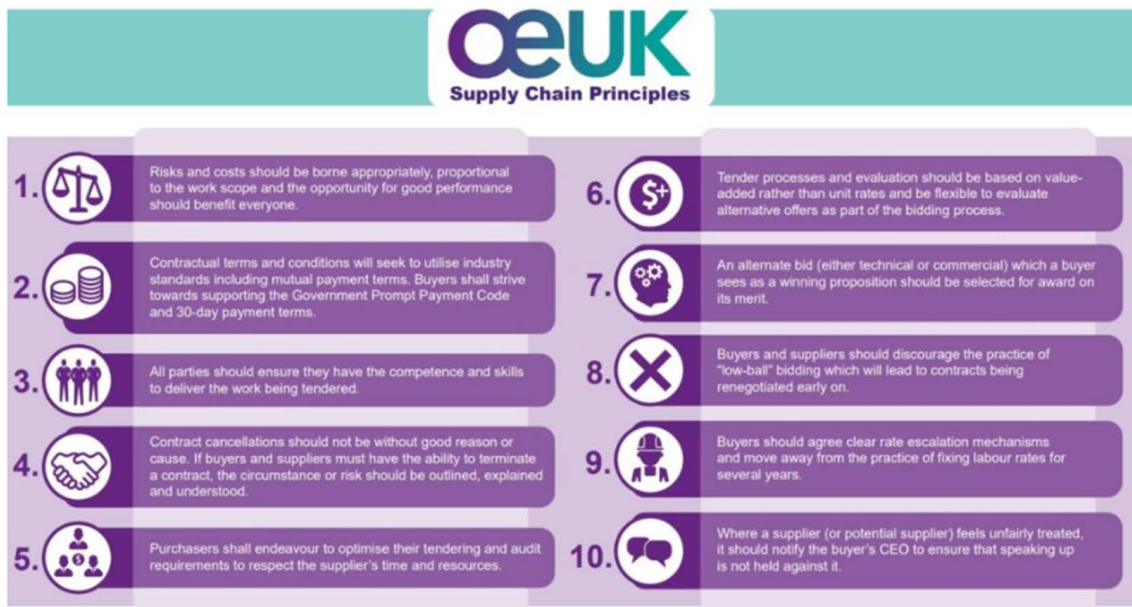 OEUK
Supply Chain Principles
1.
Risks and costs should be borne appropriately, proportional
to the work scope and the opportunity for good performance
should benefit everyone.
2.
Contractual terms and conditions will seek to utilise industry
standards including mutual payment terms. Buyers shall strive
towards supporting the Government Prompt Payment Code
and 30-day payment terms.
3.
All parties should ensure they have the competence and skills
to deliver the work being tendered.
4.
Contract cancellations should not be without good reason or
cause. If buyers and suppliers must have the ability to terminate
a contract, the circumstance or risk should be outlined, explained
and understood.
5.
Purchasers shall endeavour to optimise their tendering and audit
requirements to respect the supplier's time and resources.
6.
$+
Tender processes and evaluation should be based on value-
added rather than unit rates and be flexible to evaluate
alternative offers as part of the bidding process.
7.
An alternate bid (either technical or commercial) which a buyer
sees as a winning proposition should be selected for award on
its merit.
8.
Buyers and suppliers should discourage the practice of
"low-ball" bidding which will lead to contracts being
renegotiated early on.
9.
Buyers should agree clear rate escalation mechanisms
and move away from the practice of fixing labour rates for
several years.
10.
Where a supplier (or potential supplier) feels unfairly treated,
it should notify the buyer's CEO to ensure that speaking up
is not held against it.